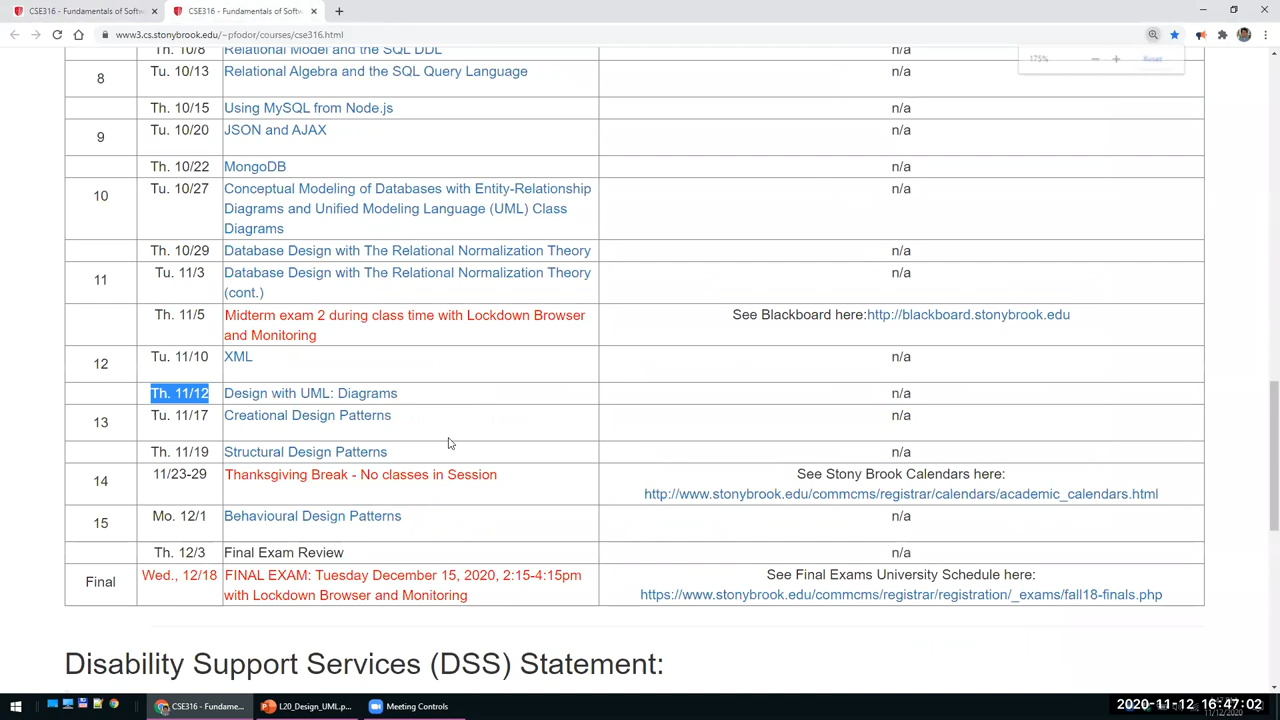 CSE316 - Fundamentals of Softw
CSE316 - Fundamentals of Softw
www3.cs.stonybrook.edu/~pfodor/courses/cse316.html
175%
Reset
Th. 10/8 Relational Model and the SQL DDL n/a
8 Tu. 10/13 Relational Algebra and the SQL Query Language n/a
Th. 10/15 Using MySQL from Node.js n/a
9 Tu. 10/20 JSON and AJAX n/a
Th. 10/22 MongoDB n/a
10 Tu. 10/27 Conceptual Modeling of Databases with Entity-Relationship n/a
Diagrams and Unified Modeling Language (UML) Class
Diagrams
Th. 10/29 Database Design with The Relational Normalization Theory n/a
11 Tu. 11/3 Database Design with The Relational Normalization Theory n/a
(cont.)
Th. 11/5 Midterm exam 2 during class time with Lockdown Browser See Blackboard here:http://blackboard.stonybrook.edu
and Monitoring
12 Tu. 11/10 XML n/a
Th. 11/12 Design with UML: Diagrams n/a
13 Tu. 11/17 Creational Design Patterns n/a
Th. 11/19 Structural Design Patterns n/a
14 11/23-29 Thanksgiving Break - No classes in Session See Stony Brook Calendars here:
http://www.stonybrook.edu/commcms/registrar/calendars/academic_calendars.html
15 Mo. 12/1 Behavioural Design Patterns n/a
Th. 12/3 Final Exam Review n/a
Final Wed., 12/18 FINAL EXAM: Tuesday December 15, 2020, 2:15-4:15pm See Final Exams University Schedule here:
with Lockdown Browser and Monitoring https://www.stonybrook.edu/commcms/registrar/registration/_exams/fall18-finals.php
Disability Support Services (DSS) Statement:
CSE316 - Fundame...
L20_Design_UML.p...
Meeting Controls
2020-11-12 16:47:02
11/12/2020